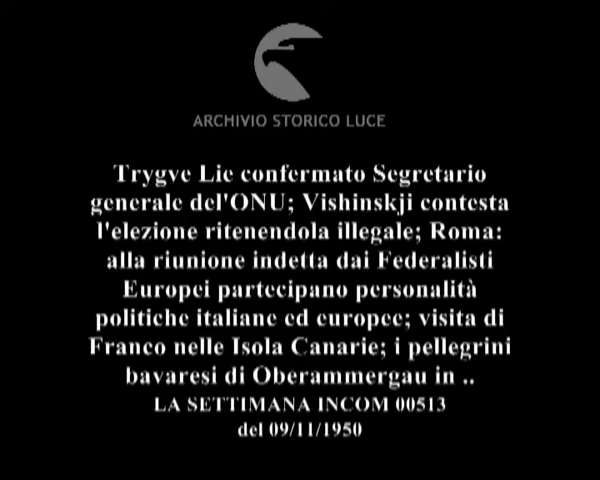 ARCHIVIO STORICO LUCE
Trygve Lie confermato Segretario
generale del'ONU; Vishinskji contesta
l'elezione ritenendola illegale; Roma:
alla riunione indetta dai Federalisti
Europei partecipano personalità
politiche italiane ed europee; visita di
Franco nelle Isola Canarie; i pellegrini
bavaresi di Oberammergau in ..
LA SETTIMANA INCOM 00513
del 09/11/1950